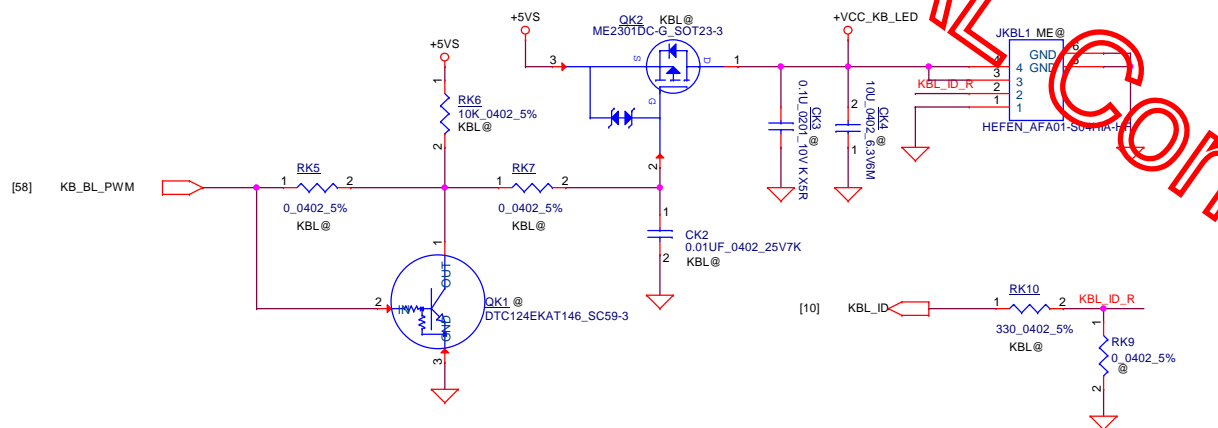 +5VS
+5VS
QK2 KBL@
ME2301DC-G_SOT23-3
+VCC_KB_LED
JKBL1 ME@
3
S
D
1
G
2
1
RK6
10K_0402_5%
KBL@
2
CK3
0.1U_0201_10V K X5R
@
2
CK4
10U_0402_6.3V6M
@
1
KBL_ID_R
4
3
2
1
GND
GND
6
4
3
2
1
HEFEN_AFA01-S04
[58] KB_BL_PWM
1
RK5
2
0_0402_5%
KBL@
1
RK7
2
0_0402_5%
KBL@
1
CK2
0.01UF_0402_25V7K
2
KBL@
1
OUT
2
IN
GND
3
QK1 @
DTC124EKAT146_SC59-3
[10] KBL_ID
1
RK10
2
330_0402_5%
KBL@
KBL_ID_R
1
RK9
0_0402_5%
@
2
L Con